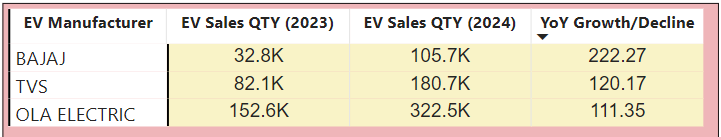 EV Manufacturer EV Sales QTY (2023) EV Sales QTY (2024) YoY Growth/Decline
BAJAJ 32.8K 105.7K 222.27
TVS 82.1K 180.7K 120.17
OLA ELECTRIC 152.6K 322.5K 111.35